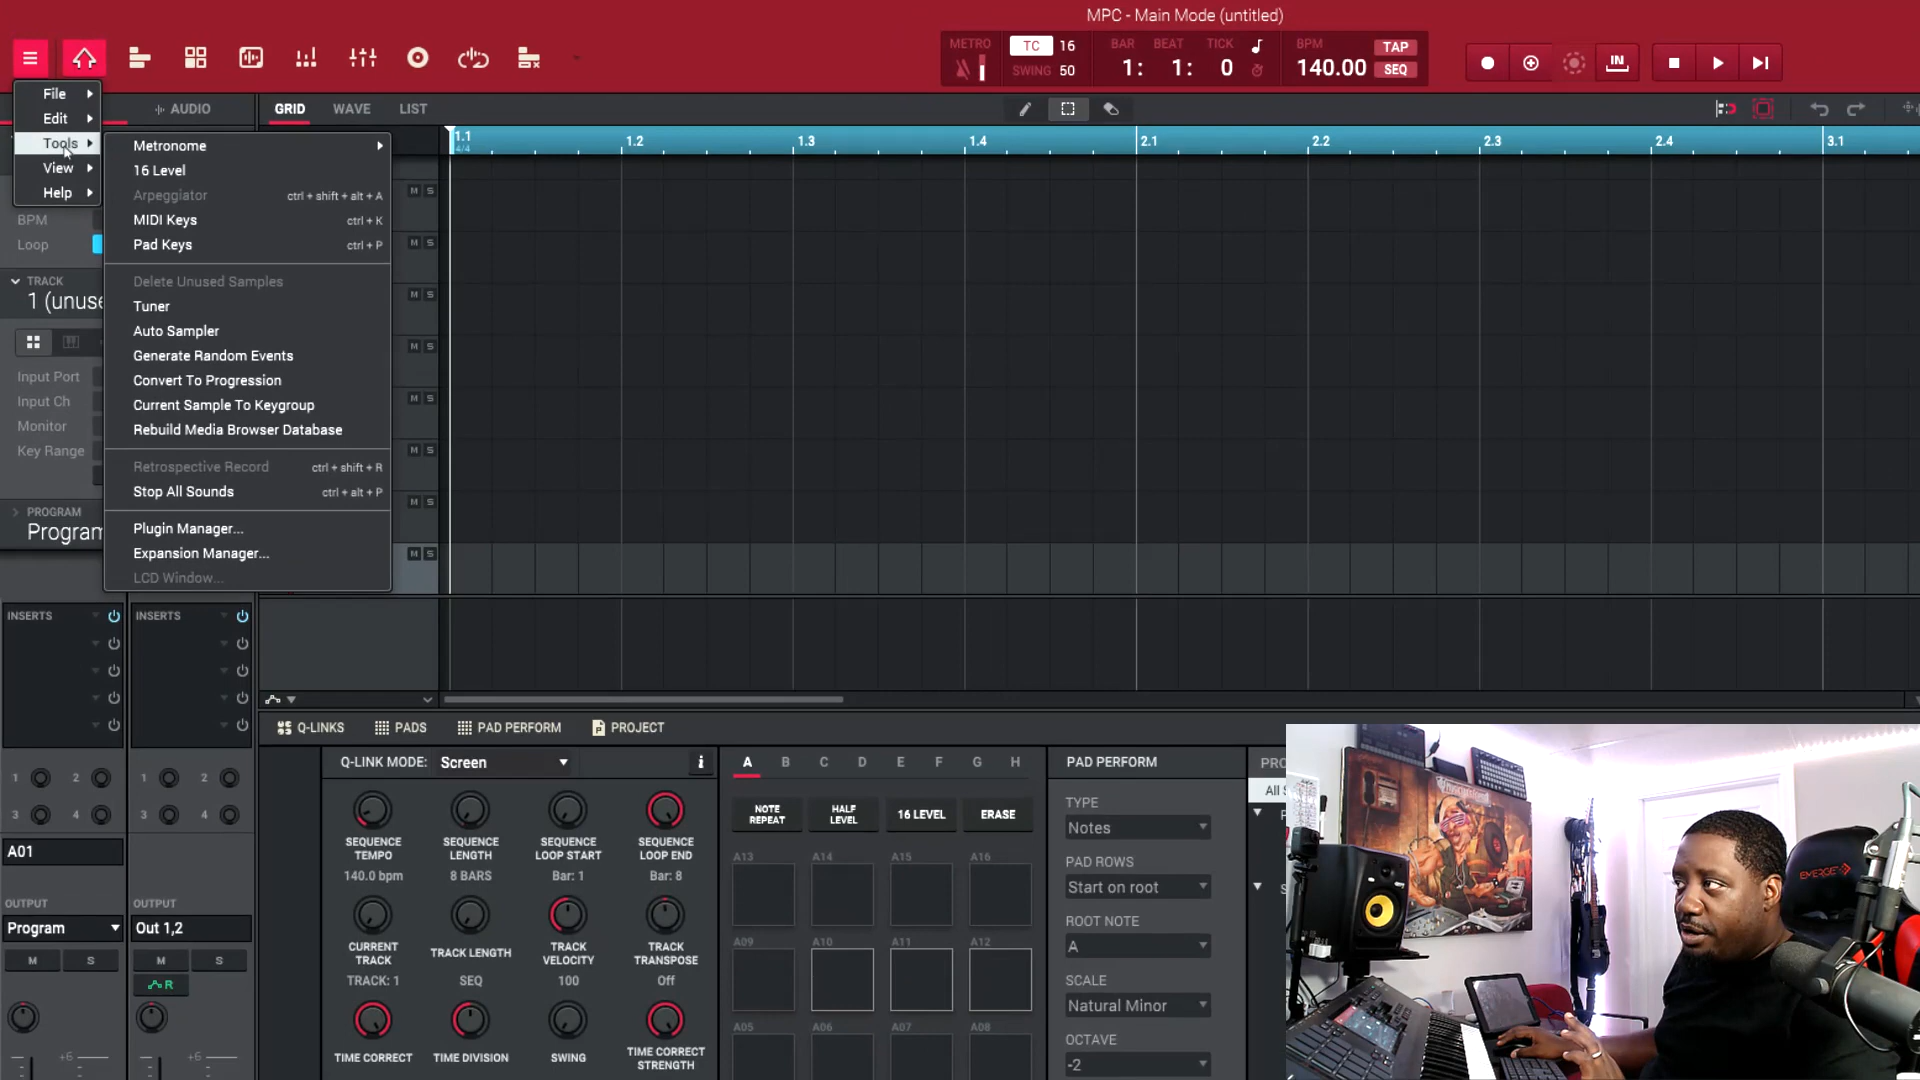 MPC - Main Mode (untitled)
METRO
TC 16
SWING 50
BAR BEAT TICK
1: 1: 0
BPM
140.00
TAP
SEQ
IN
File
Edit
Tools
View
Help
AUDIO
GRID WAVE LIST
Metronome
16 Level
Arpeggiator ctrl + shift + alt + A
MIDI Keys ctrl + K
Pad Keys ctrl + P
Delete Unused Samples
Tuner
Auto Sampler
Generate Random Events
Convert To Progression
Current Sample To Keygroup
Rebuild Media Browser Database
Retrospective Record ctrl + shift + R
Stop All Sounds ctrl + alt + P
Plugin Manager...
Expansion Manager...
LCD Window...
1.1 1.2 1.3 1.4 2.1 2.2 2.3 2.4 3.1
4/4
M S
M S
M S
M S
M S
M S
M S
M S
BPM
Loop
TRACK
1 (unuse
Input Port
Input Ch
Monitor
Key Range
PROGRAM
Program
INSERTS INSERTS
1 2 1 2
3 4 3 4
A01
OUTPUT OUTPUT
Program Out 1,2
M S M S
R
+6 +6
Q-LINKS PADS PAD PERFORM PROJECT
Q-LINK MODE: Screen
i
SEQUENCE TEMPO
140.0 bpm
SEQUENCE LENGTH
8 BARS
SEQUENCE LOOP START
Bar: 1
SEQUENCE LOOP END
Bar: 8
CURRENT TRACK
TRACK: 1
TRACK LENGTH
SEQ
TRACK VELOCITY
100
TRACK TRANSPOSE
Off
TIME CORRECT
TIME DIVISION
SWING
TIME CORRECT STRENGTH
A B C D E F G H
NOTE REPEAT
HALF LEVEL
16 LEVEL
ERASE
A13 A14 A15 A16
A09 A10 A11 A12
A05 A06 A07 A08
PAD PERFORM
TYPE
Notes
PAD ROWS
Start on root
ROOT NOTE
A
SCALE
Natural Minor
OCTAVE
-2
All S
EMERGE